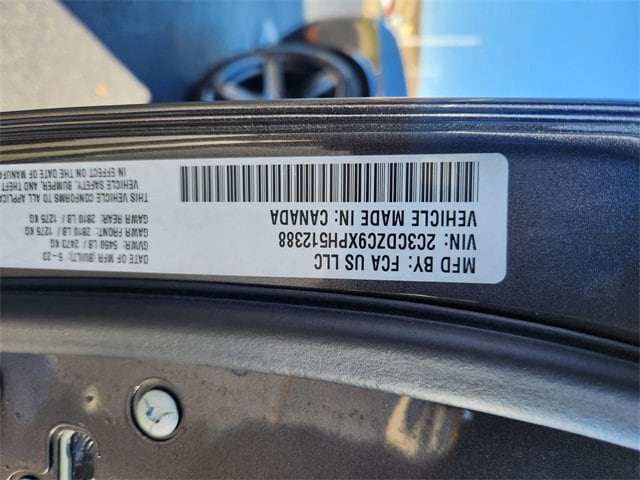 MFD BY: FCA US LLC
DATE OF MFR (BUILT): 5-23
GVWR: 5450 LB / 2473 KG
GAWR FRONT: 2810 LB / 1275 KG
GAWR REAR: 2810 LB / 1275 KG
VIN: 2C3CDZC9XPH512388
VEHICLE MADE IN: CANADA
THIS VEHICLE CONFORMS TO ALL APPLICA
VEHICLE SAFETY, BUMPER, AND THEFT
IN EFFECT ON THE DATE OF MANUFA